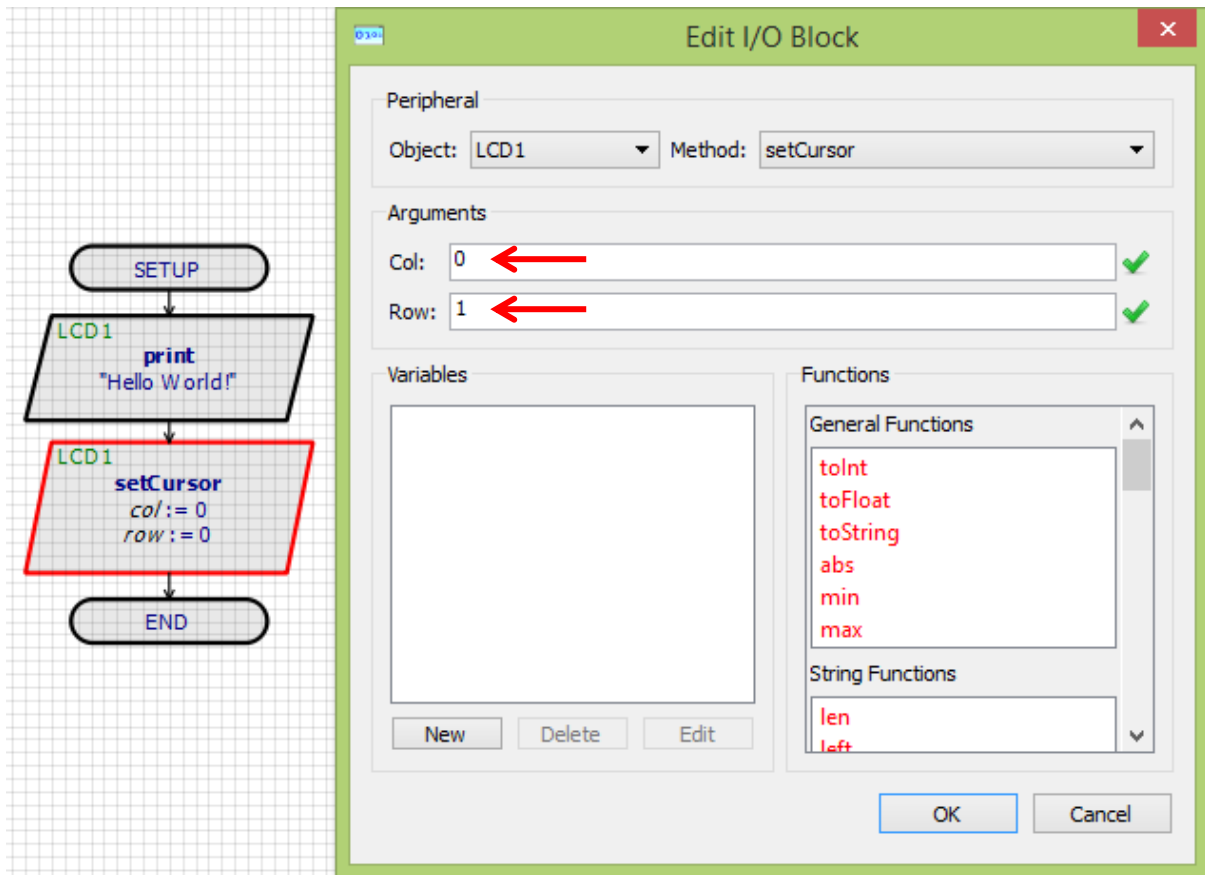 SETUP
LCD1
print
"Hello World!"
LCD1
setCursor
col := 0
row := 0
END
Edit I/O Block
Peripheral
Object: LCD1 Method: setCursor
Arguments
Col: 0
Row: 1
Variables
New Delete Edit
Functions
General Functions
toInt
toFloat
toString
abs
min
max
String Functions
len
left
OK Cancel